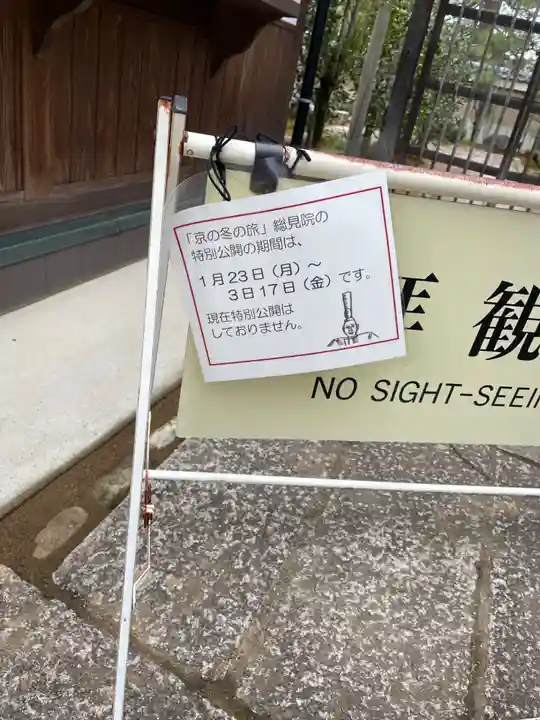 「京の冬の旅」総見院の
特別公開の期間は、
1月23日(月)～
3日17日(金)です。
現在特別公開は
しておりません。
観
NO SIGHT-SEEIN